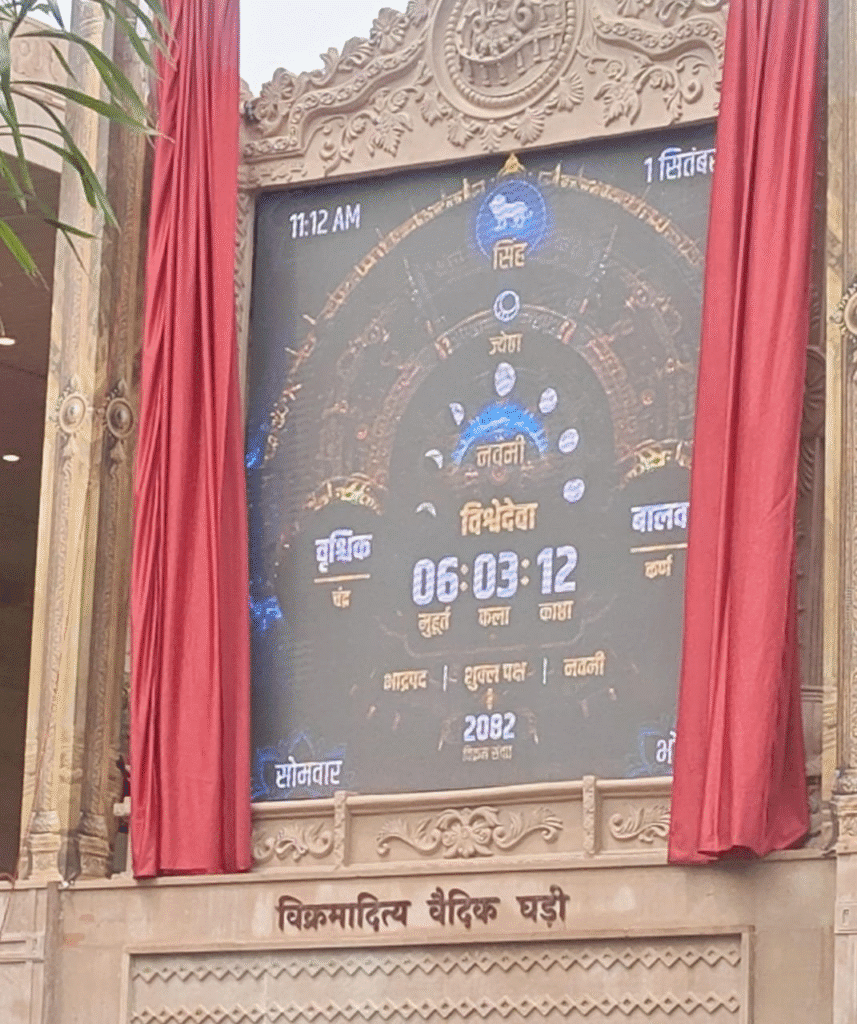 11:12 AM
1 सितंबर
सिंह
ज्येष्ठा
नवमी
विश्वेदेवा
वृश्चिक
चंद्र
बालव
कर्ण
06:03:12
मुहूर्त कला काष्ठा
भाद्रपद | शुक्ल पक्ष | नवमी
2082
विक्रम संवत
सोमवार
विक्रमादित्य वैदिक घड़ी